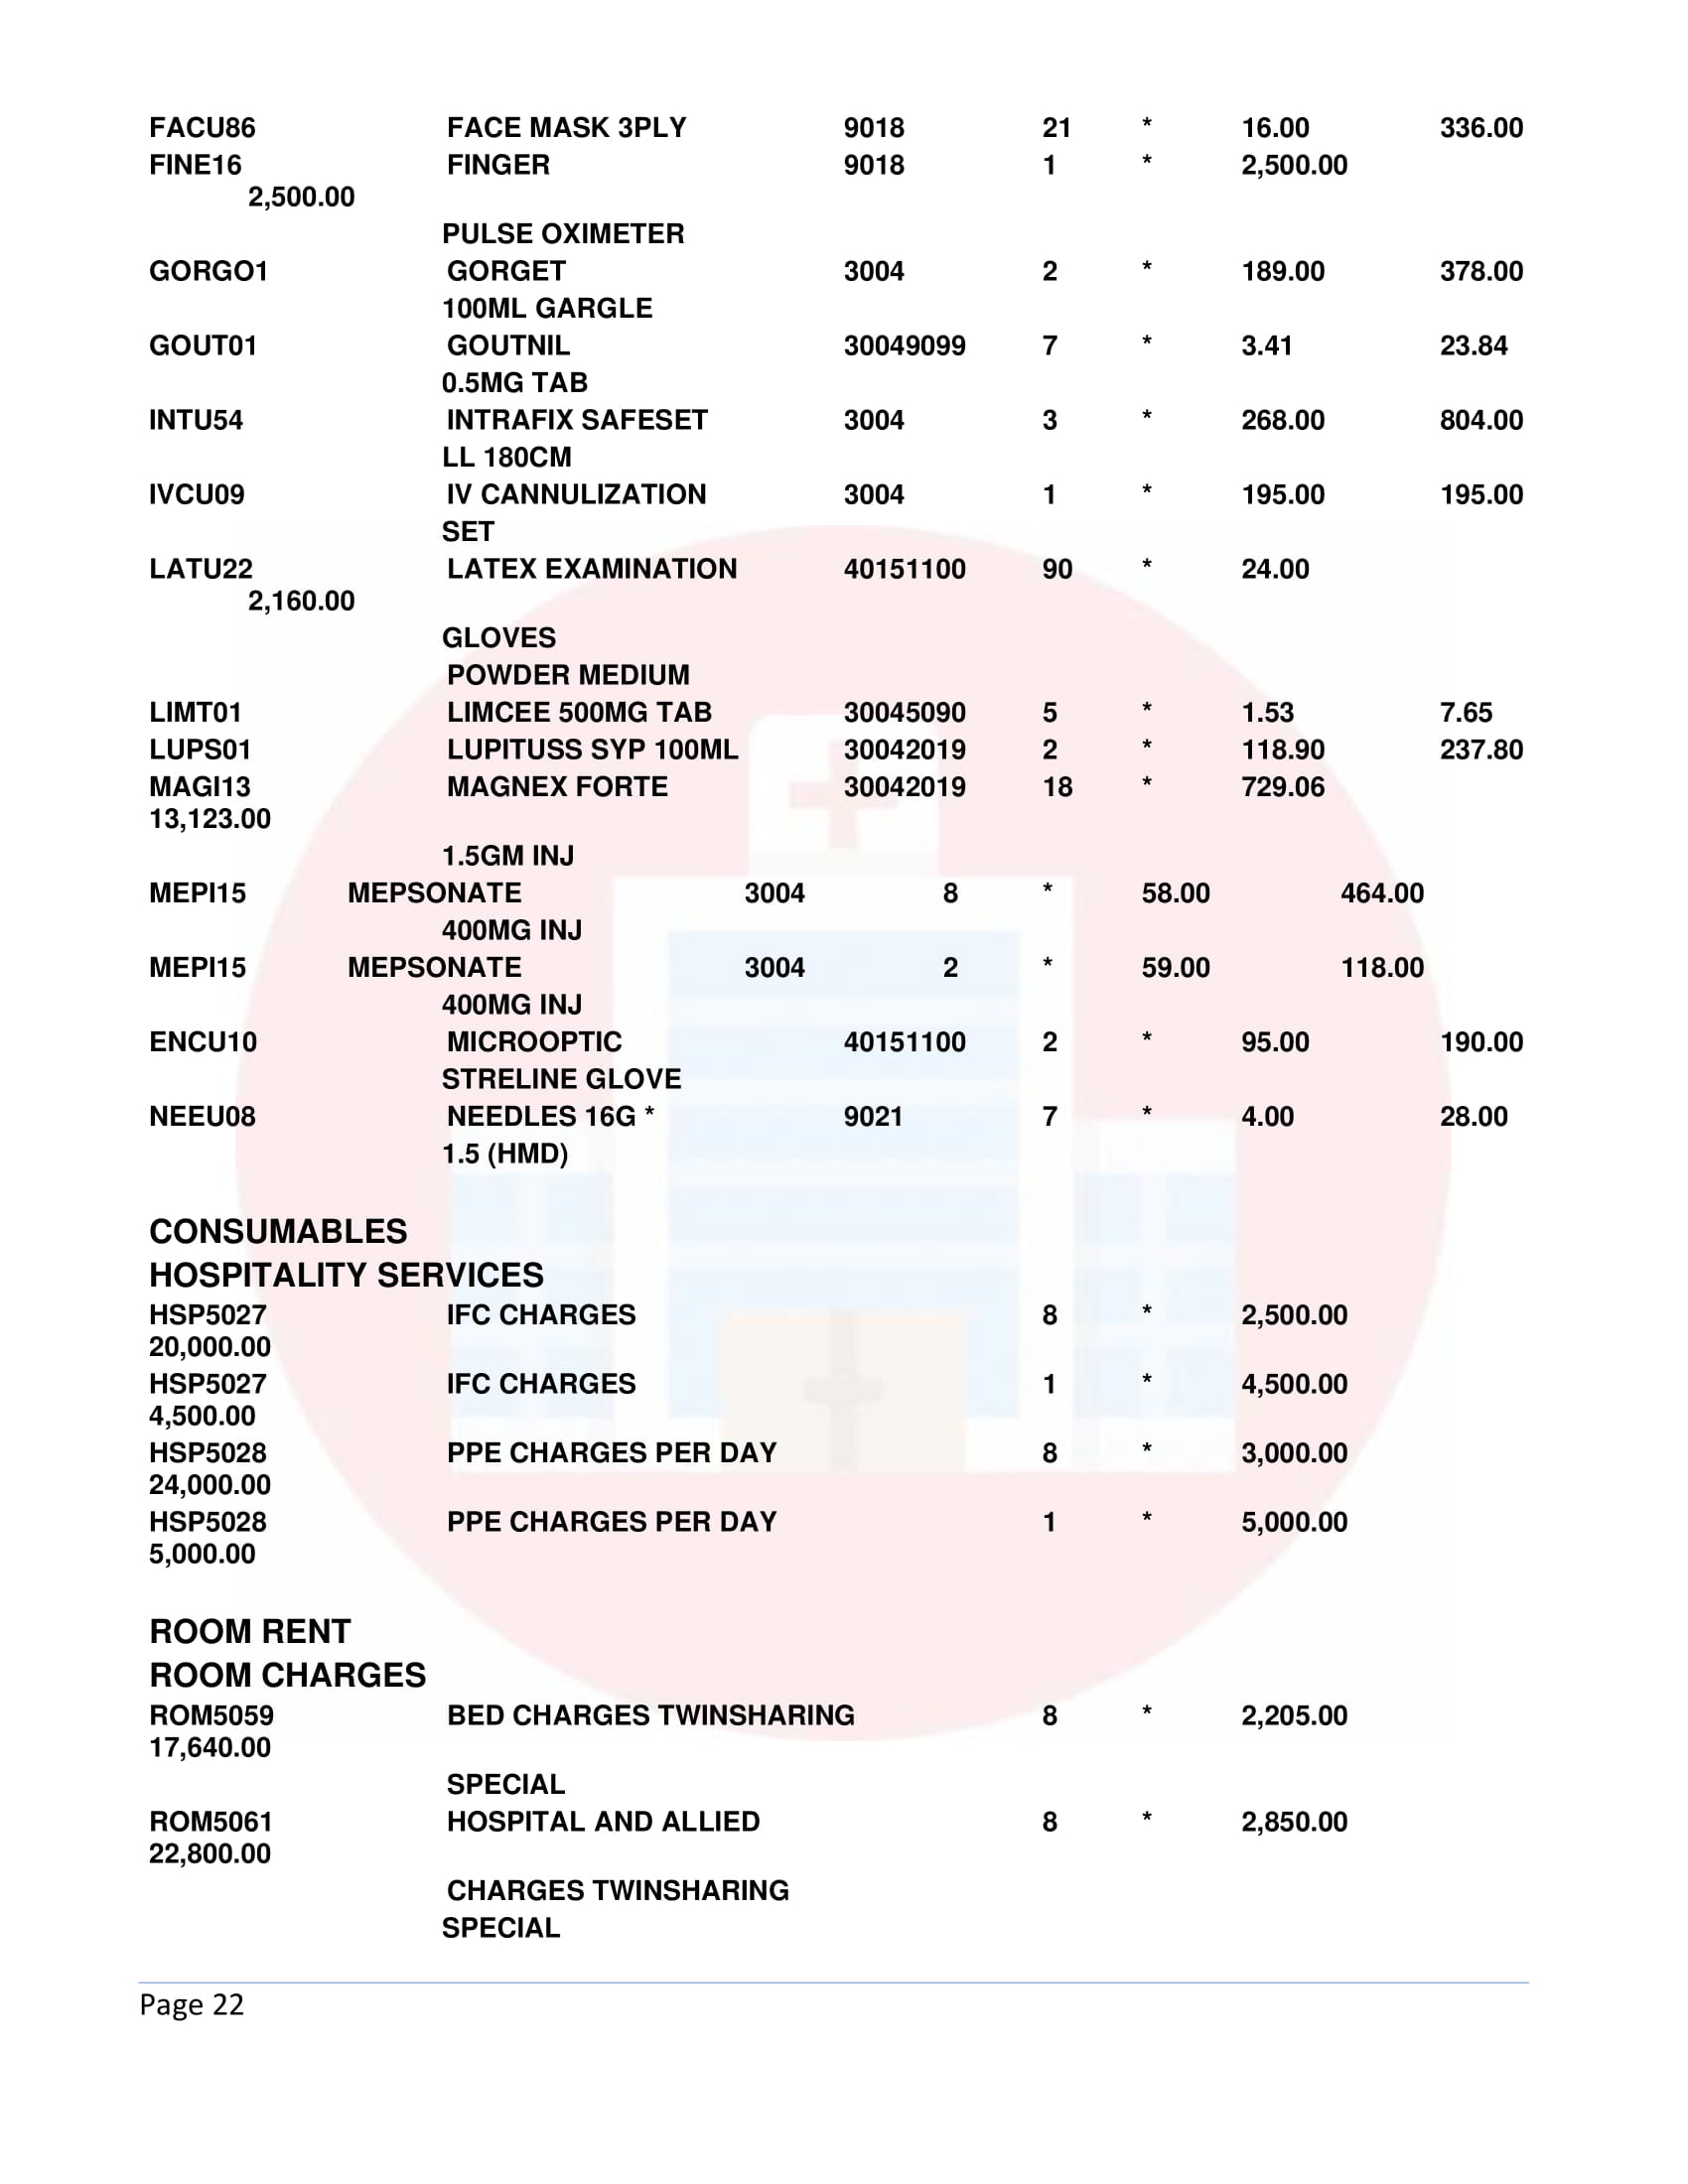 FACU86 FACE MASK 3PLY 9018 21 * 16.00 336.00
FINE16 FINGER 9018 1 * 2,500.00
2,500.00
PULSE OXIMETER
GORGO1 GORGET 3004 2 * 189.00 378.00
100ML GARGLE
GOUT01 GOUTNIL 30049099 7 * 3.41 23.84
0.5MG TAB
INTU54 INTRAFIX SAFESET 3004 3 * 268.00 804.00
LL 180CM
IVCU09 IV CANNULIZATION 3004 1 * 195.00 195.00
SET
LATU22 LATEX EXAMINATION 40151100 90 * 24.00
2,160.00
GLOVES
POWDER MEDIUM
LIMT01 LIMCEE 500MG TAB 30045090 5 * 1.53 7.65
LUPS01 LUPITUSS SYP 100ML 30042019 2 * 118.90 237.80
MAGI13 MAGNEX FORTE 30042019 18 * 729.06
13,123.00
1.5GM INJ
MEPI15 MEPSONATE 3004 8 * 58.00 464.00
400MG INJ
MEPI15 MEPSONATE 3004 2 * 59.00 118.00
400MG INJ
ENCU10 MICROOPTIC 40151100 2 * 95.00 190.00
STRELINE GLOVE
NEEU08 NEEDLES 16G * 9021 7 * 4.00 28.00
1.5 (HMD)
CONSUMABLES
HOSPITALITY SERVICES
HSP5027 IFC CHARGES 8 * 2,500.00
20,000.00
HSP5027 IFC CHARGES 1 * 4,500.00
4,500.00
HSP5028 PPE CHARGES PER DAY 8 * 3,000.00
24,000.00
HSP5028 PPE CHARGES PER DAY 1 * 5,000.00
5,000.00
ROOM RENT
ROOM CHARGES
ROM5059 BED CHARGES TWINSHARING 8 * 2,205.00
17,640.00
SPECIAL
ROM5061 HOSPITAL AND ALLIED 8 * 2,850.00
22,800.00
CHARGES TWINSHARING
SPECIAL
Page 22